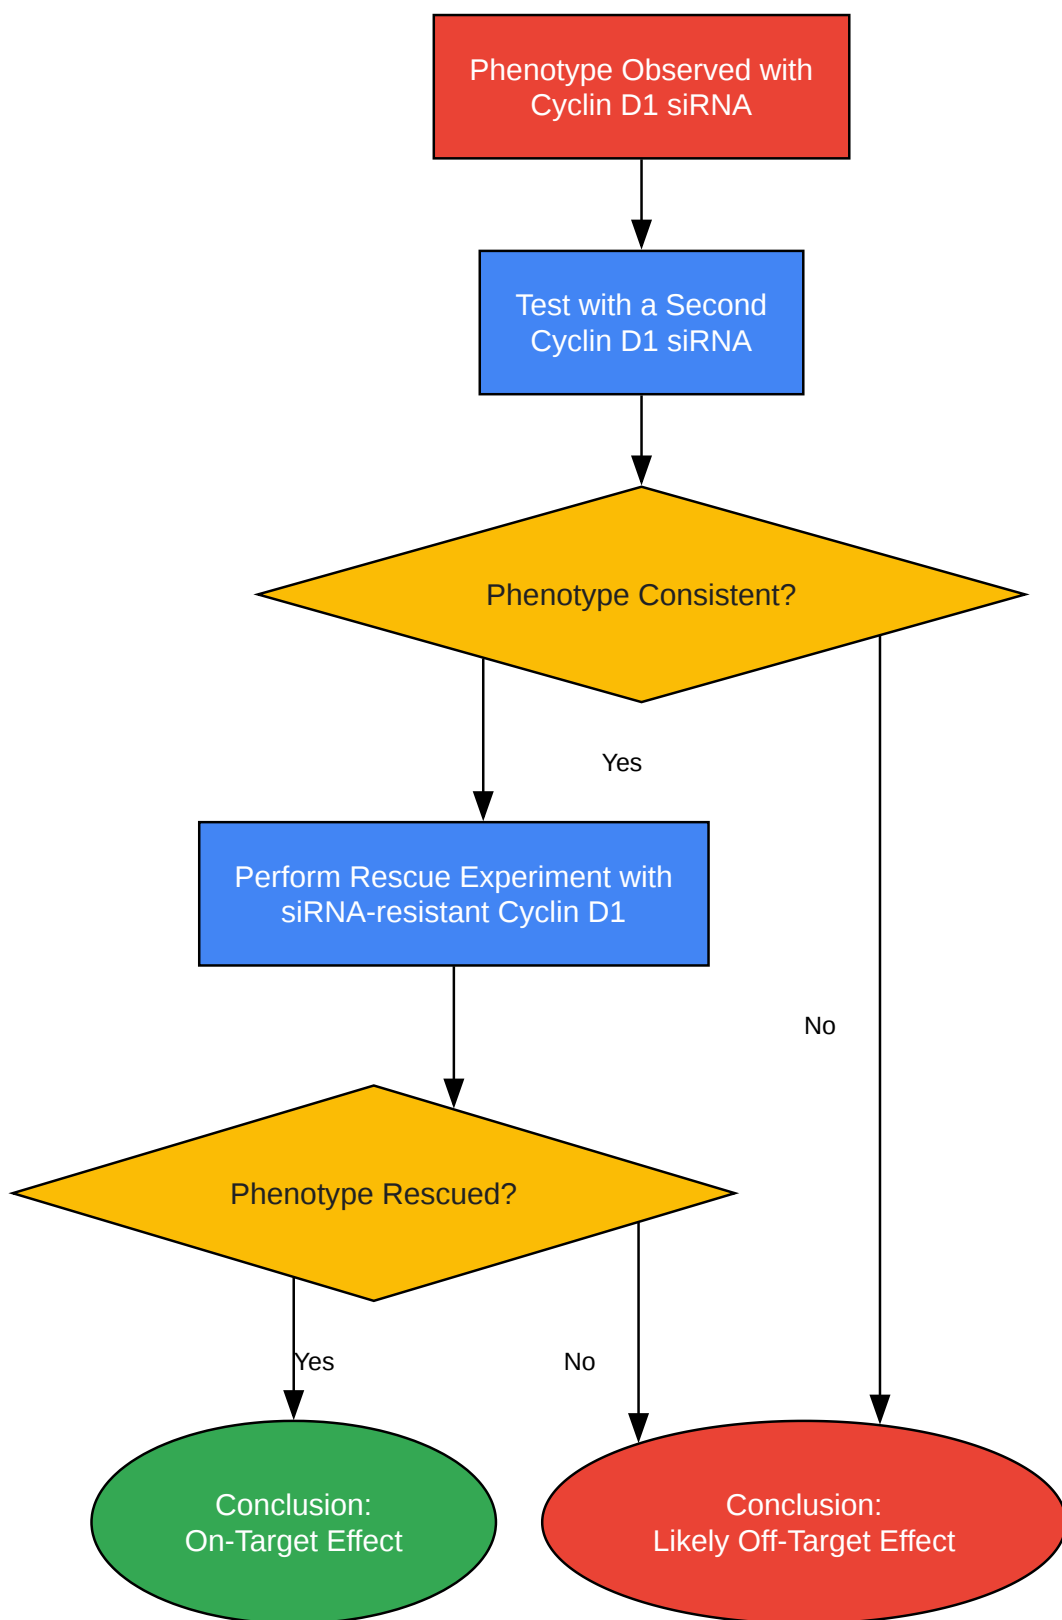 Phenotype Observed with
Cyclin D1 siRNA
Test with a Second
Cyclin D1 siRNA
Phenotype Consistent?
Yes
Perform Rescue Experiment with
siRNA-resistant Cyclin D1
No
Phenotype Rescued?
Yes
No
Conclusion:
On-Target Effect
Conclusion:
Likely Off-Target Effect